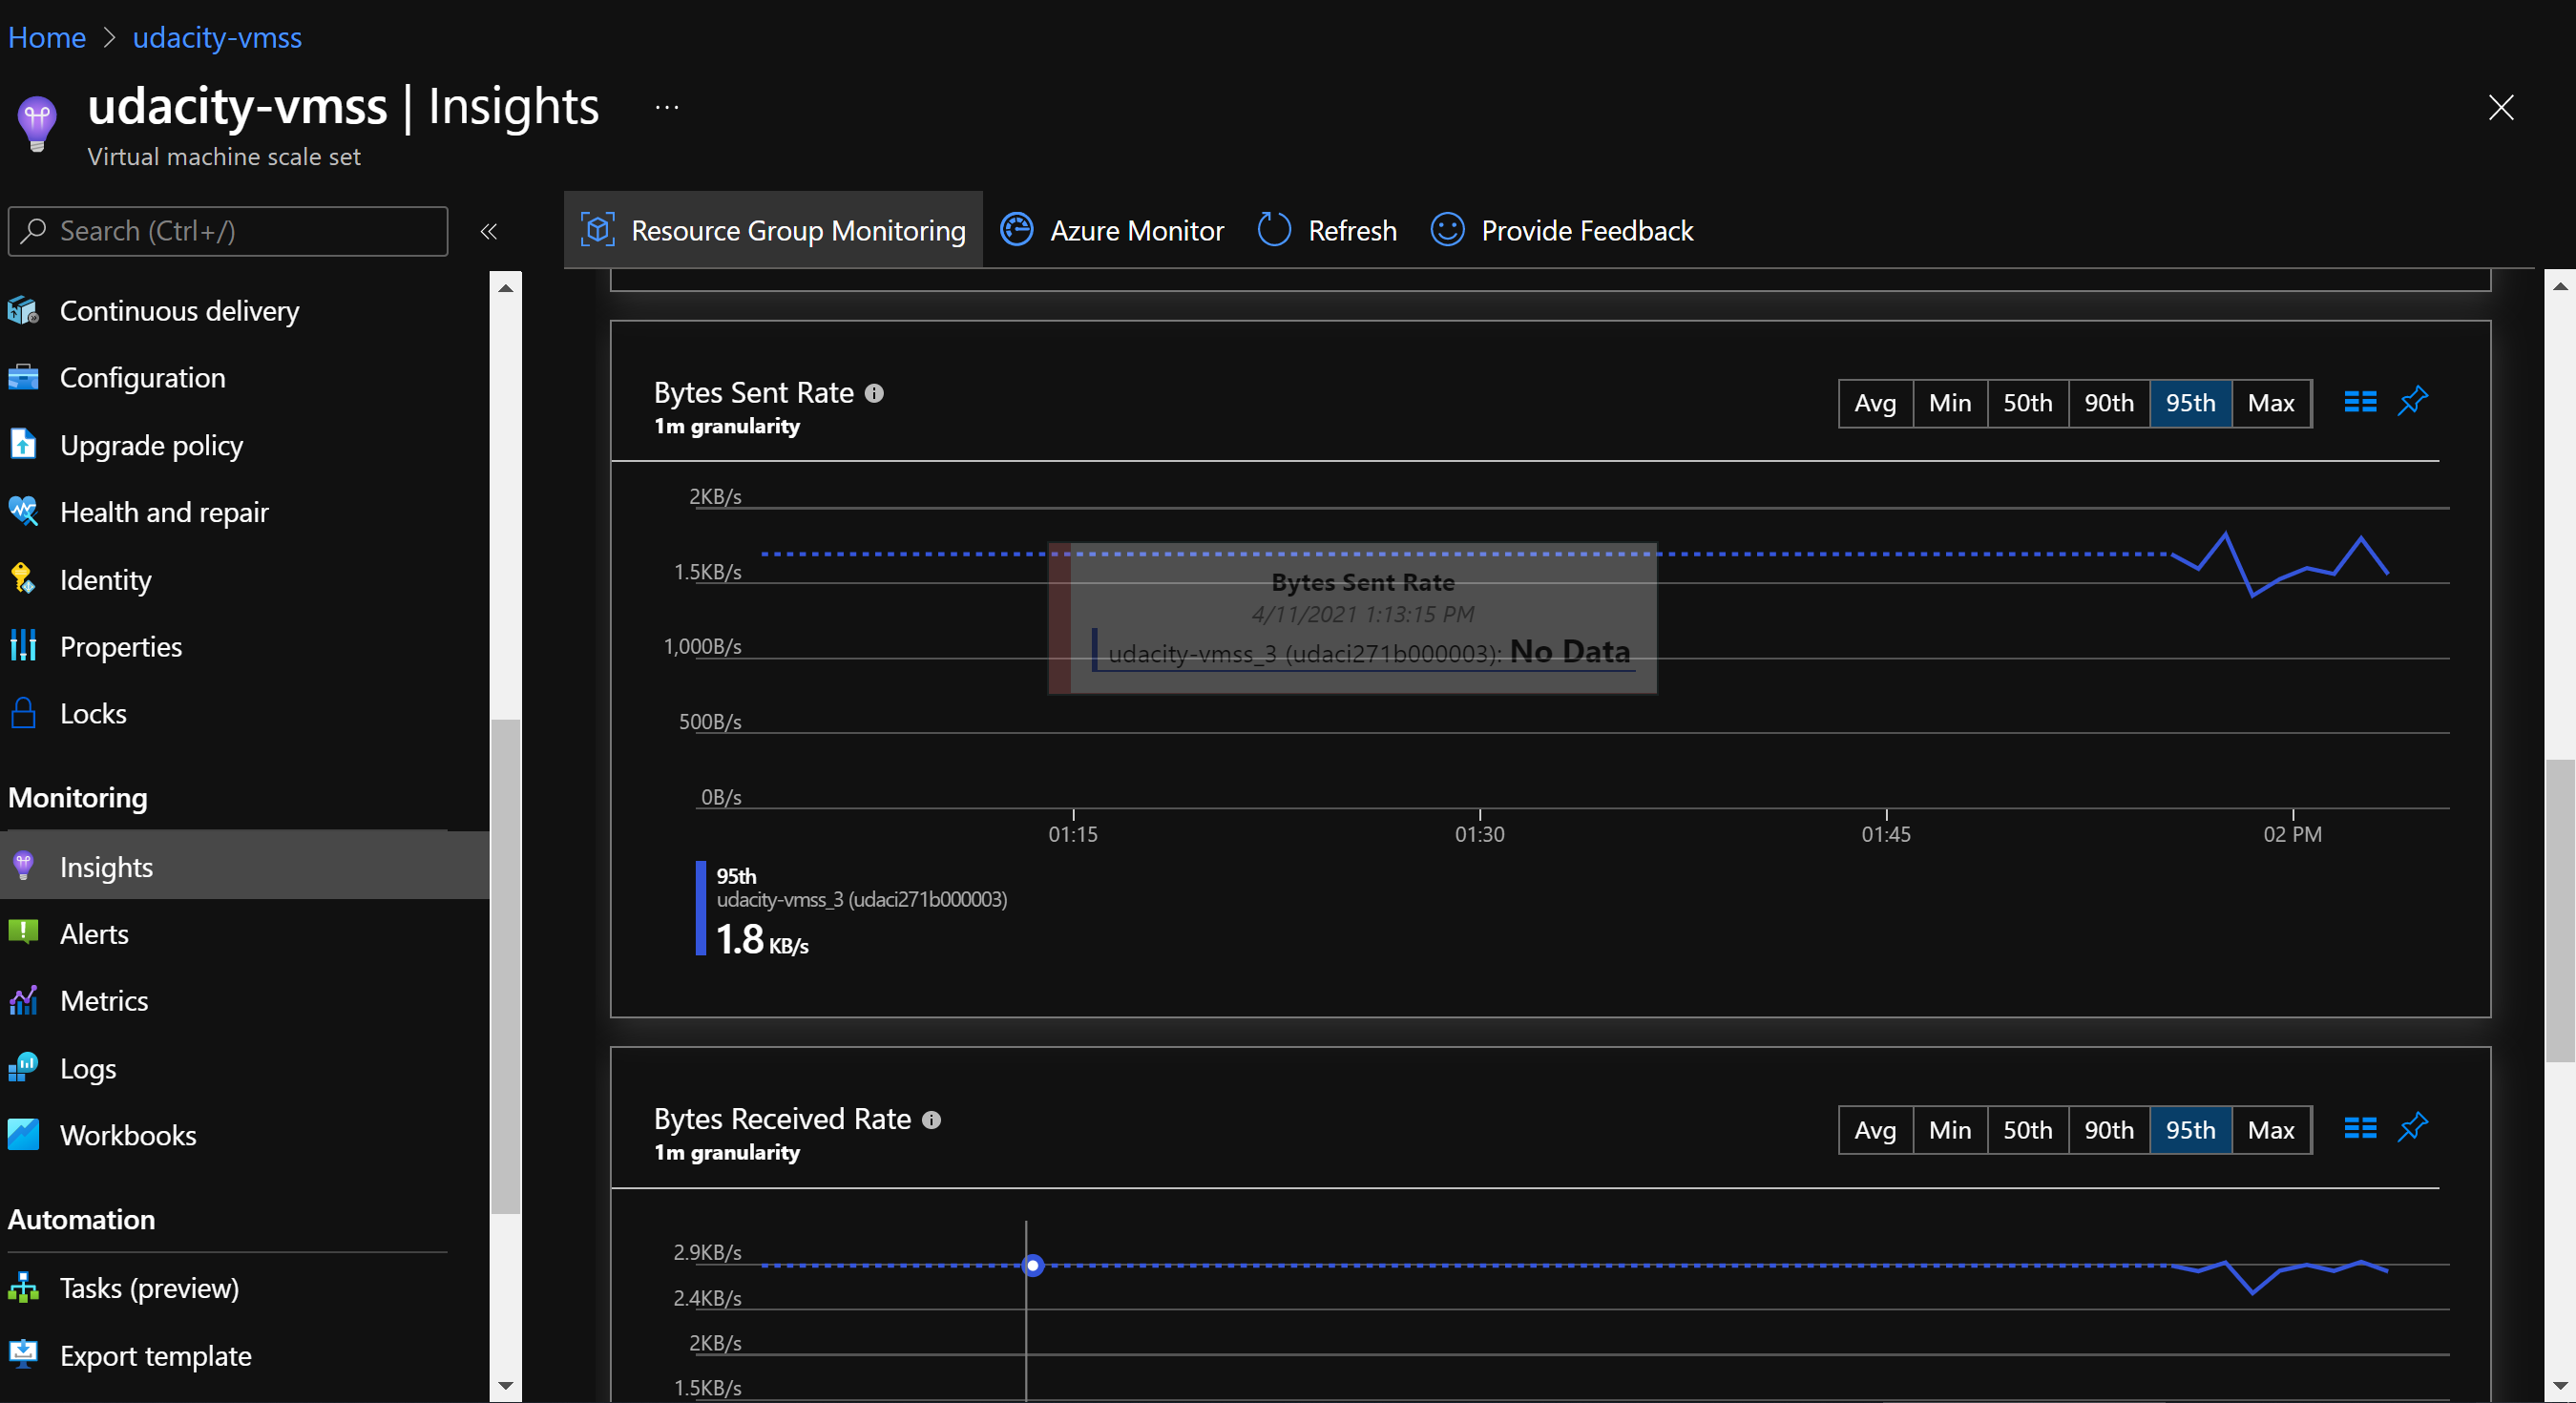 Home > udacity-vmss
udacity-vmss | Insights ...
Virtual machine scale set
Search (Ctrl+/)
«
Resource Group Monitoring
Azure Monitor
Refresh
Provide Feedback
Continuous delivery
Configuration
Upgrade policy
Health and repair
Identity
Properties
Locks
Monitoring
Insights
Alerts
Metrics
Logs
Workbooks
Automation
Tasks (preview)
Export template
Bytes Sent Rate
1m granularity
Avg Min 50th 90th 95th Max
2KB/s
1.5KB/s
1,000B/s
500B/s
0B/s
Bytes Sent Rate
4/11/2021 1:13:15 PM
udacity-vmss_3 (udaci271b000003): No Data
01:15 01:30 01:45 02 PM
95th
udacity-vmss_3 (udaci271b000003)
1.8 KB/s
Bytes Received Rate
1m granularity
Avg Min 50th 90th 95th Max
2.9KB/s
2.4KB/s
2KB/s
1.5KB/s